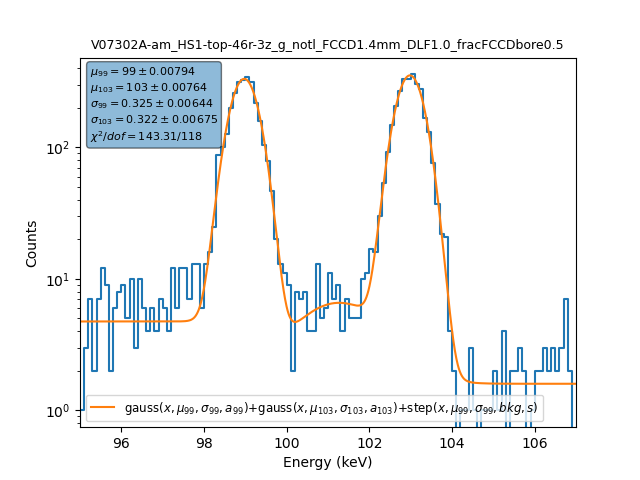 V07302A-am_HS1-top-46r-3z_g_notl_FCCD1.4mm_DLF1.0_fracFCCDbore0.5
μ₉₉ = 99 ± 0.00794
μ₁₀₃ = 103 ± 0.00764
σ₉₉ = 0.325 ± 0.00644
σ₁₀₃ = 0.322 ± 0.00675
χ²/dof = 143.31/118
10²
10¹
10⁰
Counts
gauss(x, μ₉₉, σ₉₉, a₉₉)+gauss(x, μ₁₀₃, σ₁₀₃, a₁₀₃)+step(x, μ₉₉, σ₉₉, bkg, s)
96 98 100 102 104 106
Energy (keV)